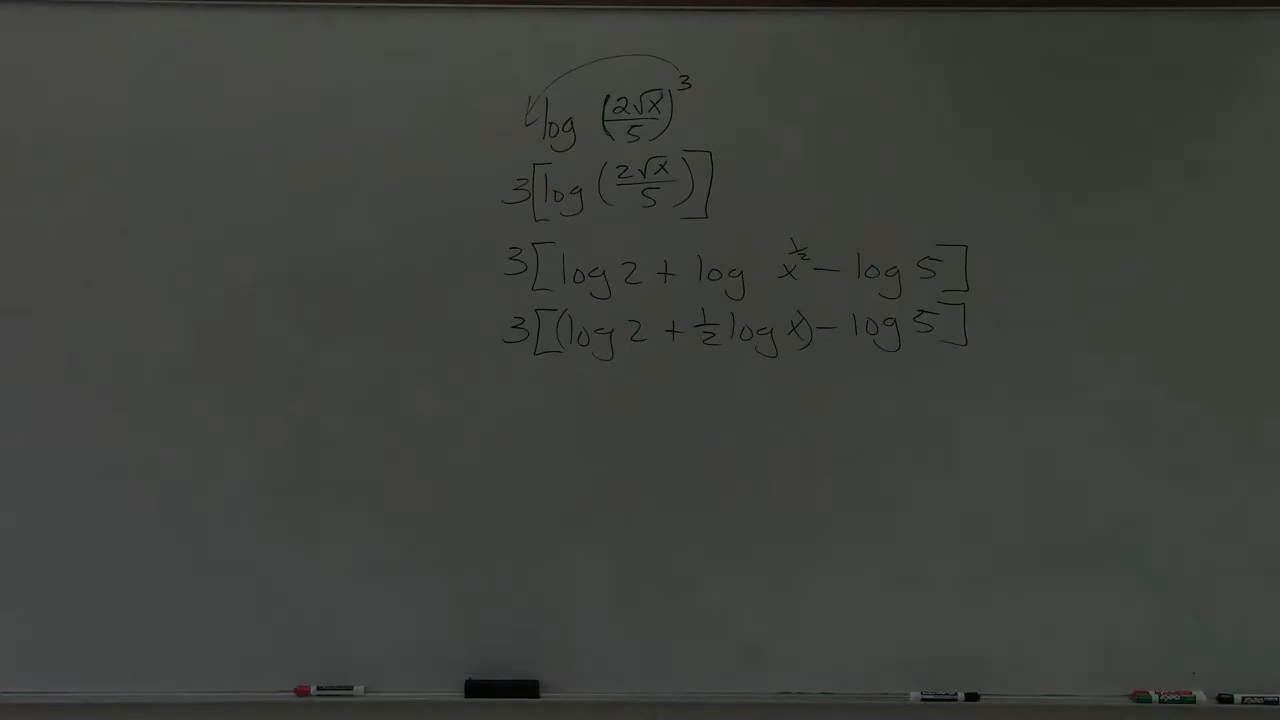 log (2√x/5)^3
3[log (2√x/5)]
3[log 2 + log x^1/2 - log 5]
3[(log 2 + 1/2 log x) - log 5]